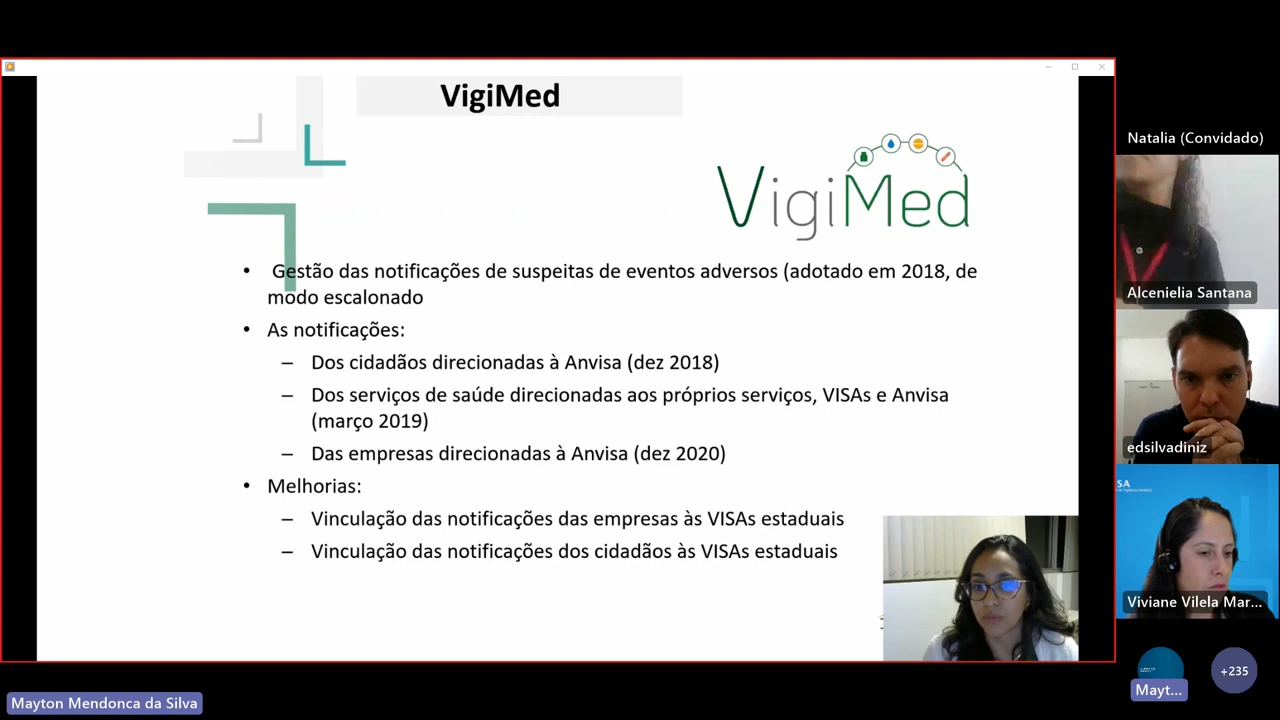 VigiMed
VigiMed
• Gestão das notificações de suspeitas de eventos adversos (adotado em 2018, de
modo escalonado
• As notificações:
– Dos cidadãos direcionadas à Anvisa (dez 2018)
– Dos serviços de saúde direcionadas aos próprios serviços, VISAs e Anvisa
(março 2019)
– Das empresas direcionadas à Anvisa (dez 2020)
• Melhorias:
– Vinculação das notificações das empresas às VISAs estaduais
– Vinculação das notificações dos cidadãos às VISAs estaduais
Natalia (Convidado)
Alcenielia Santana
edsilvadiniz
SA
Viviane Vilela Mar...
Mayt...
+235
Mayton Mendonca da Silva